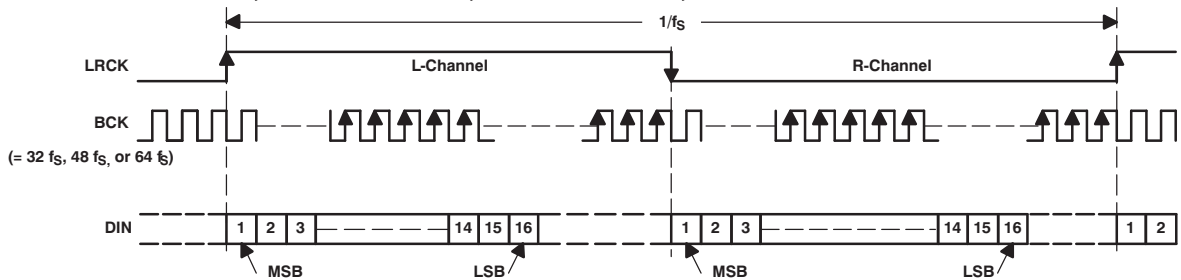 1/fS
LRCK
L-Channel
R-Channel
BCK
(= 32 fS, 48 fS, or 64 fS)
DIN
1 2 3 14 15 16 1 2 3 14 15 16 1 2
MSB LSB MSB LSB